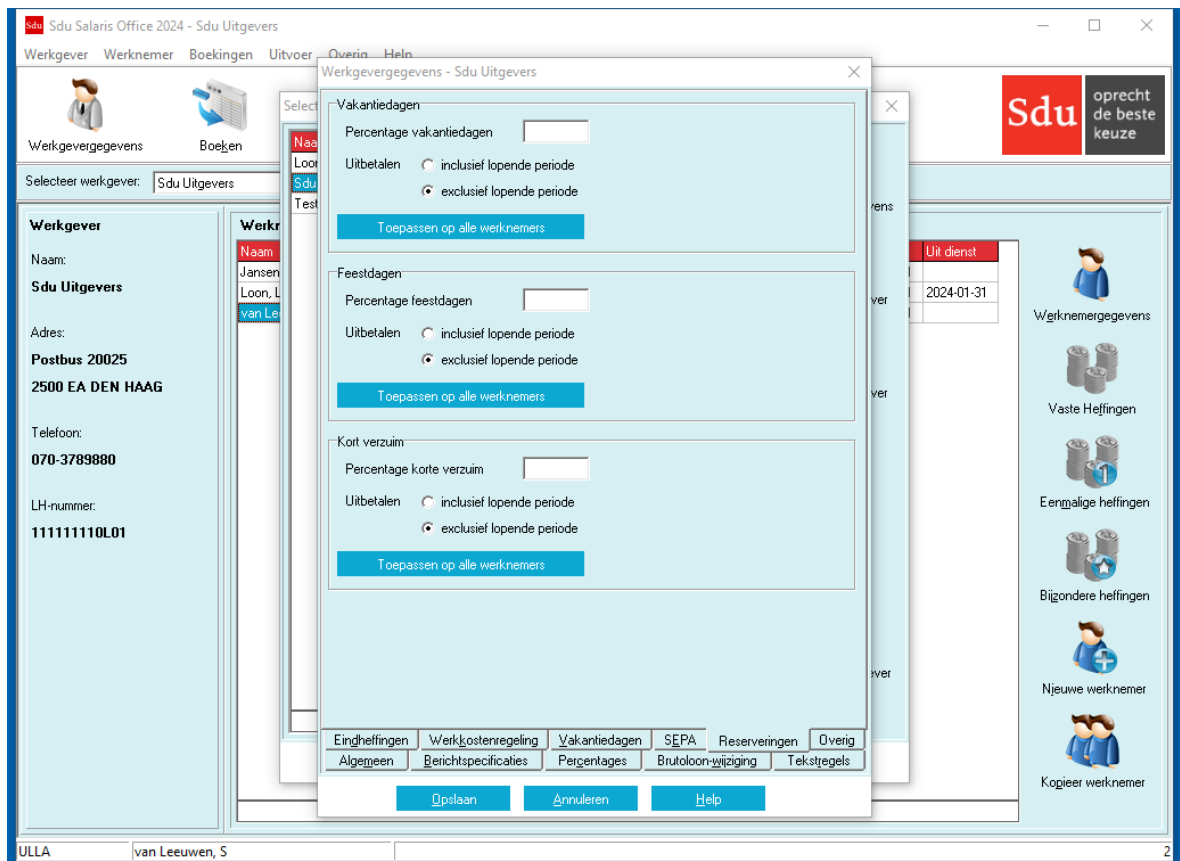 Sdu Sdu Salaris Office 2024 - Sdu Uitgevers
Werkgever Werknemer Boekingen Uitvoer Overig Help
Werkgevergegevens
Boeken
Sdu
oprecht
de beste
keuze
Selecteer werkgever: Sdu Uitgevers
Werkgever
Naam:
Sdu Uitgevers
Adres:
Postbus 20025
2500 EA DEN HAAG
Telefoon:
070-3789880
LH-nummer:
111111110L01
Naam
Jansen
Loon, L
Select
Loon
Sdu
Test
Werkgevergegevens - Sdu Uitgevers
Vakantiedagen
Percentage vakantiedagen
Uitbetalen inclusief lopende periode
exclusief lopende periode
Toepassen op alle werknemers
Feestdagen
Percentage feestdagen
Uitbetalen inclusief lopende periode
exclusief lopende periode
Toepassen op alle werknemers
Kort verzuim
Percentage korte verzuim
Uitbetalen inclusief lopende periode
exclusief lopende periode
Toepassen op alle werknemers
Eindheffingen Werkkostenregeling Vakantiedagen SEPA Reserveringen Overig
Algemeen Berichtspecificaties Percentages Brutoloon-wijziging Tekstregels
Opslaan Annuleren Help
Uit dienst
2024-01-31
Werknemergegevens
Vaste Heffingen
Eenmalige heffingen
Bijzondere heffingen
Nieuwe werknemer
Kopieer werknemer
ULLA van Leeuwen, S 2